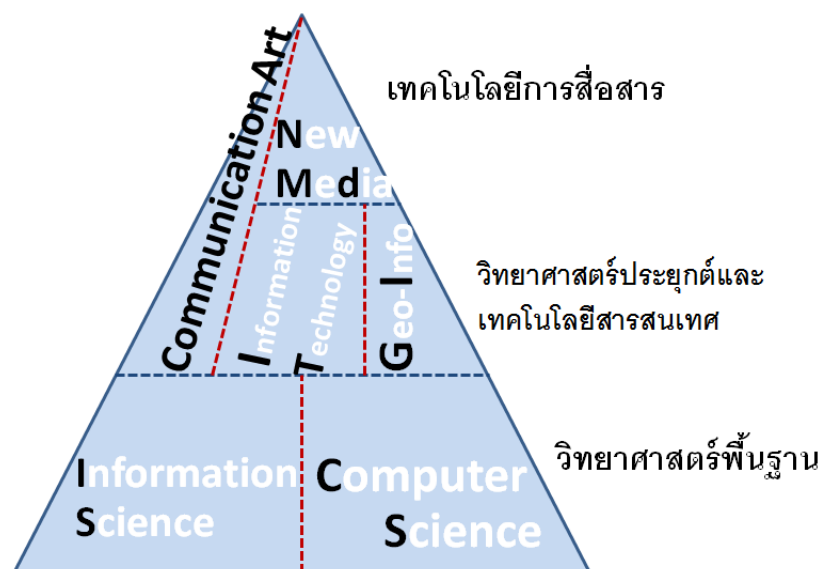 Communication Art
New
Media
เทคโนโลยีการสื่อสาร
Information
Technology
Geo-Info
วิทยาศาสตร์ประยุกต์และ
เทคโนโลยีสารสนเทศ
Information
Science
Computer
Science
วิทยาศาสตร์พื้นฐาน